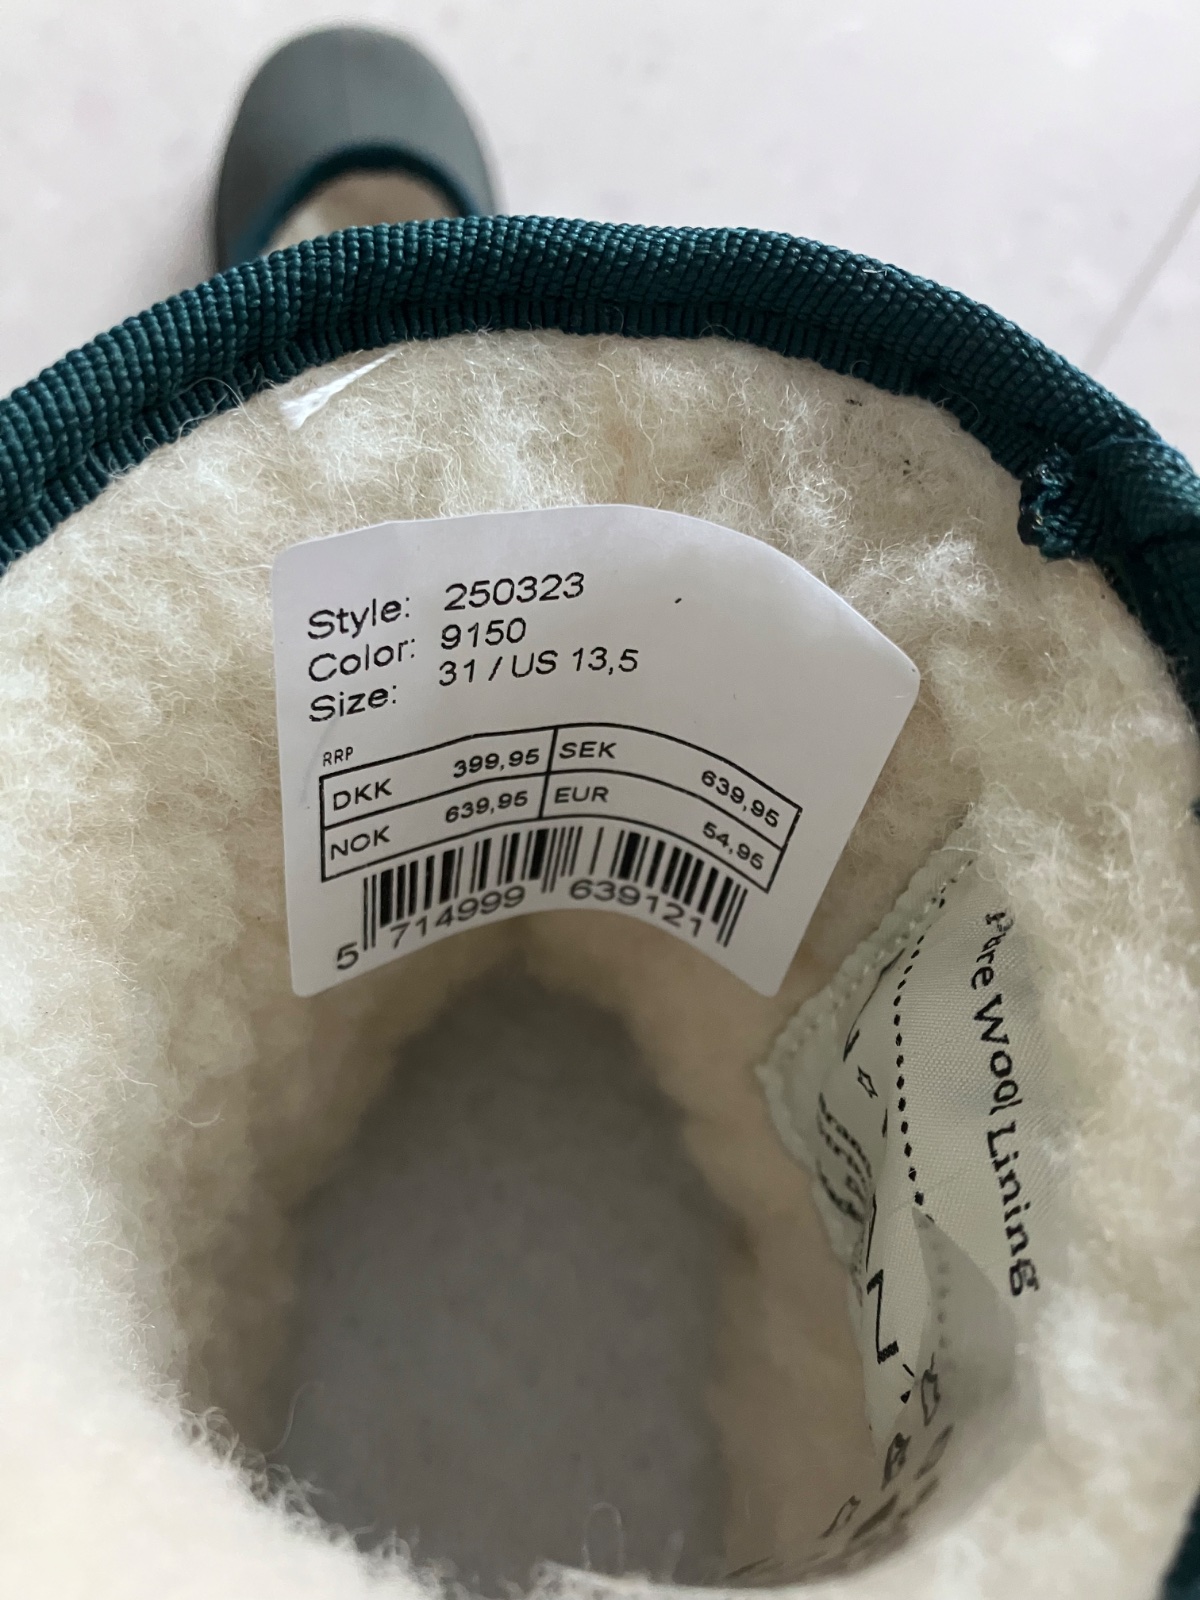 Style: 250323
Color: 9150
Size: 31 / US 13,5
RRP
DKK 399,95 SEK 639,95
NOK 639,95 EUR 54,95
5 714999 639121
Pure Wool Lining